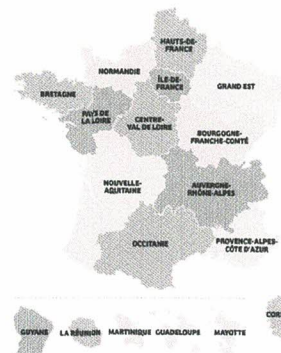 HAUTS-DE-
FRANCE
NORMANDIE
ÎLE-DE-
FRANCE
GRAND EST
BRETAGNE
PAYS DE
LA LOIRE
CENTRE-
VAL DE LOIRE
BOURGOGNE-
FRANCHE-COMTÉ
NOUVELLE-
AQUITAINE
AUVERGNE-
RHÔNE-ALPES
OCCITANIE
PROVENCE-ALPES-
CÔTE D'AZUR
COR
GUYANE LA RÉUNION MARTINIQUE GUADELOUPE MAYOTTE